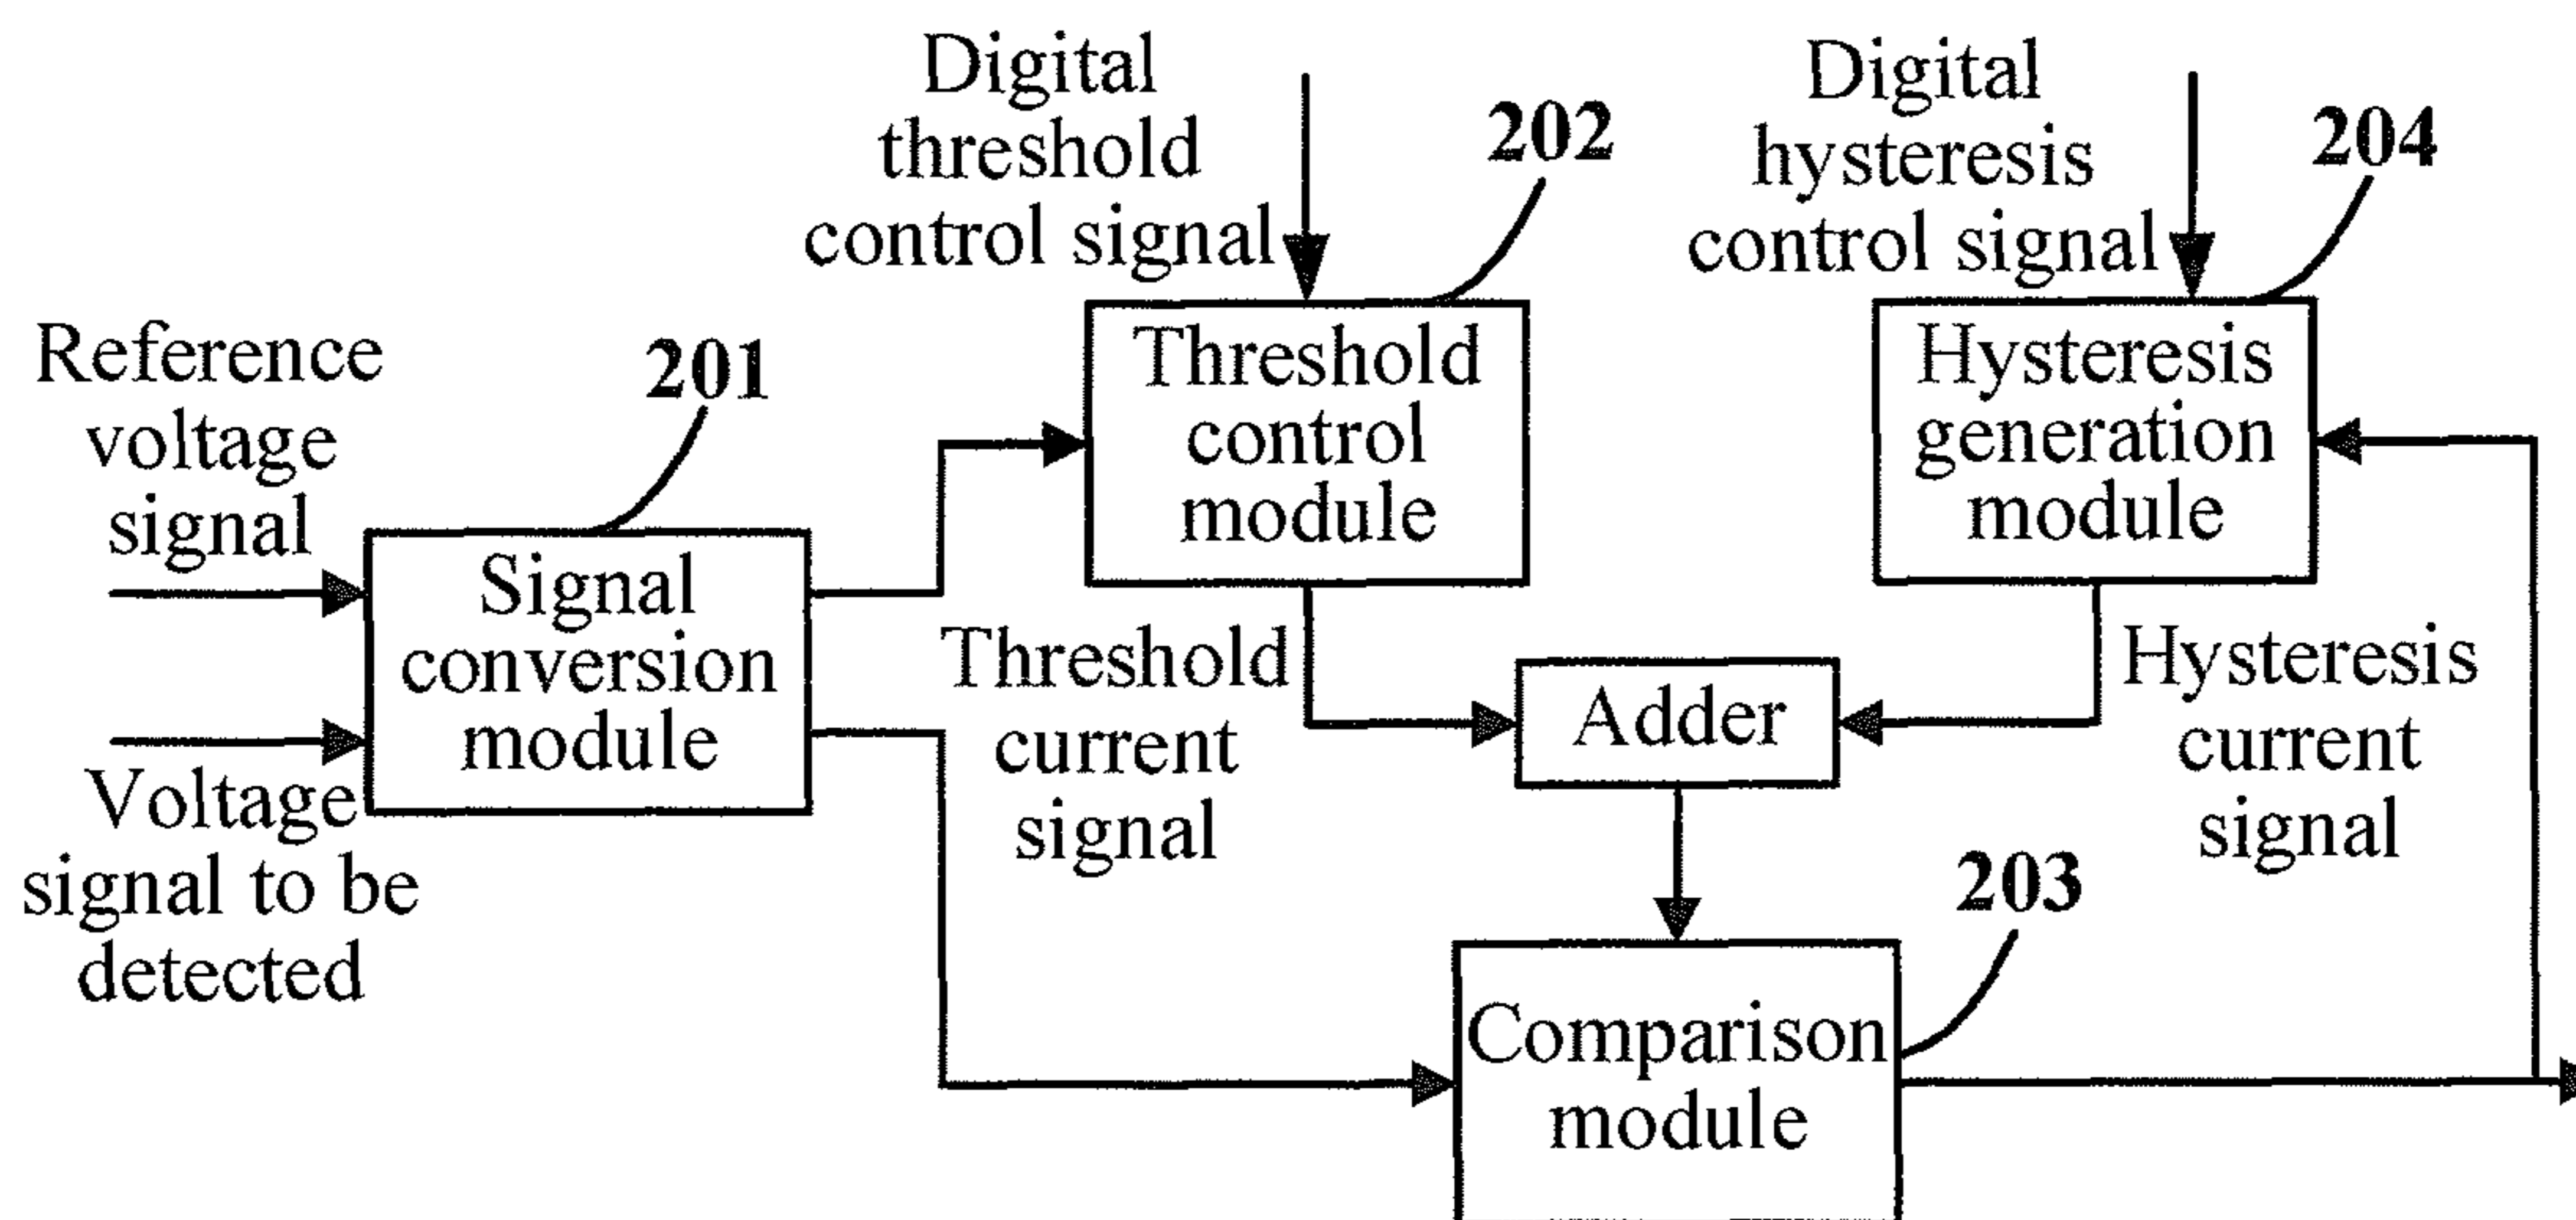 Digital
threshold
control signal
202
Digital
hysteresis
control signal
204
Reference
voltage
signal
201
Threshold
control
module
Hysteresis
generation
module
Signal
conversion
module
Threshold
current
signal
Adder
Hysteresis
current
signal
Voltage
signal to be
detected
203
Comparison
module